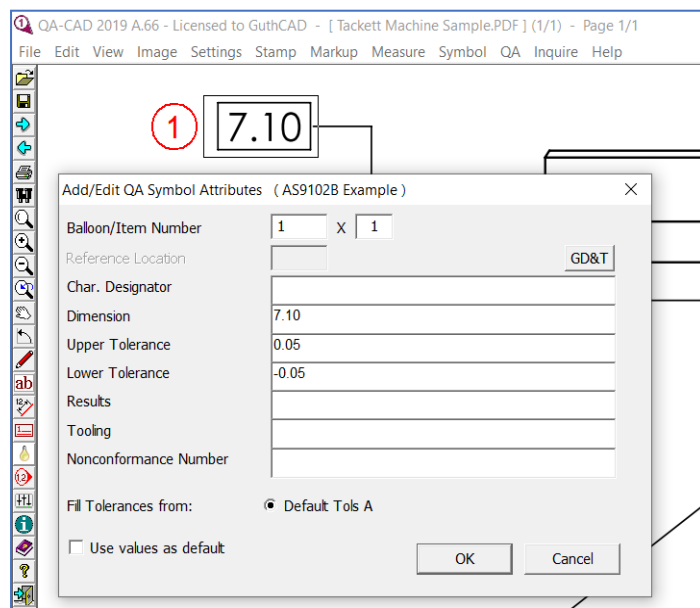 QA-CAD 2019 A.66 - Licensed to GuthCAD - [ Tackett Machine Sample.PDF ] (1/1) - Page 1/1
File Edit View Image Settings Stamp Markup Measure Symbol QA Inquire Help
1 7.10
Add/Edit QA Symbol Attributes ( AS9102B Example )
Balloon/Item Number 1 X 1
Reference Location GD&T
Char. Designator
Dimension 7.10
Upper Tolerance 0.05
Lower Tolerance -0.05
Results
Tooling
Nonconformance Number
Fill Tolerances from: Default Tols A
Use values as default
OK Cancel
ab
12